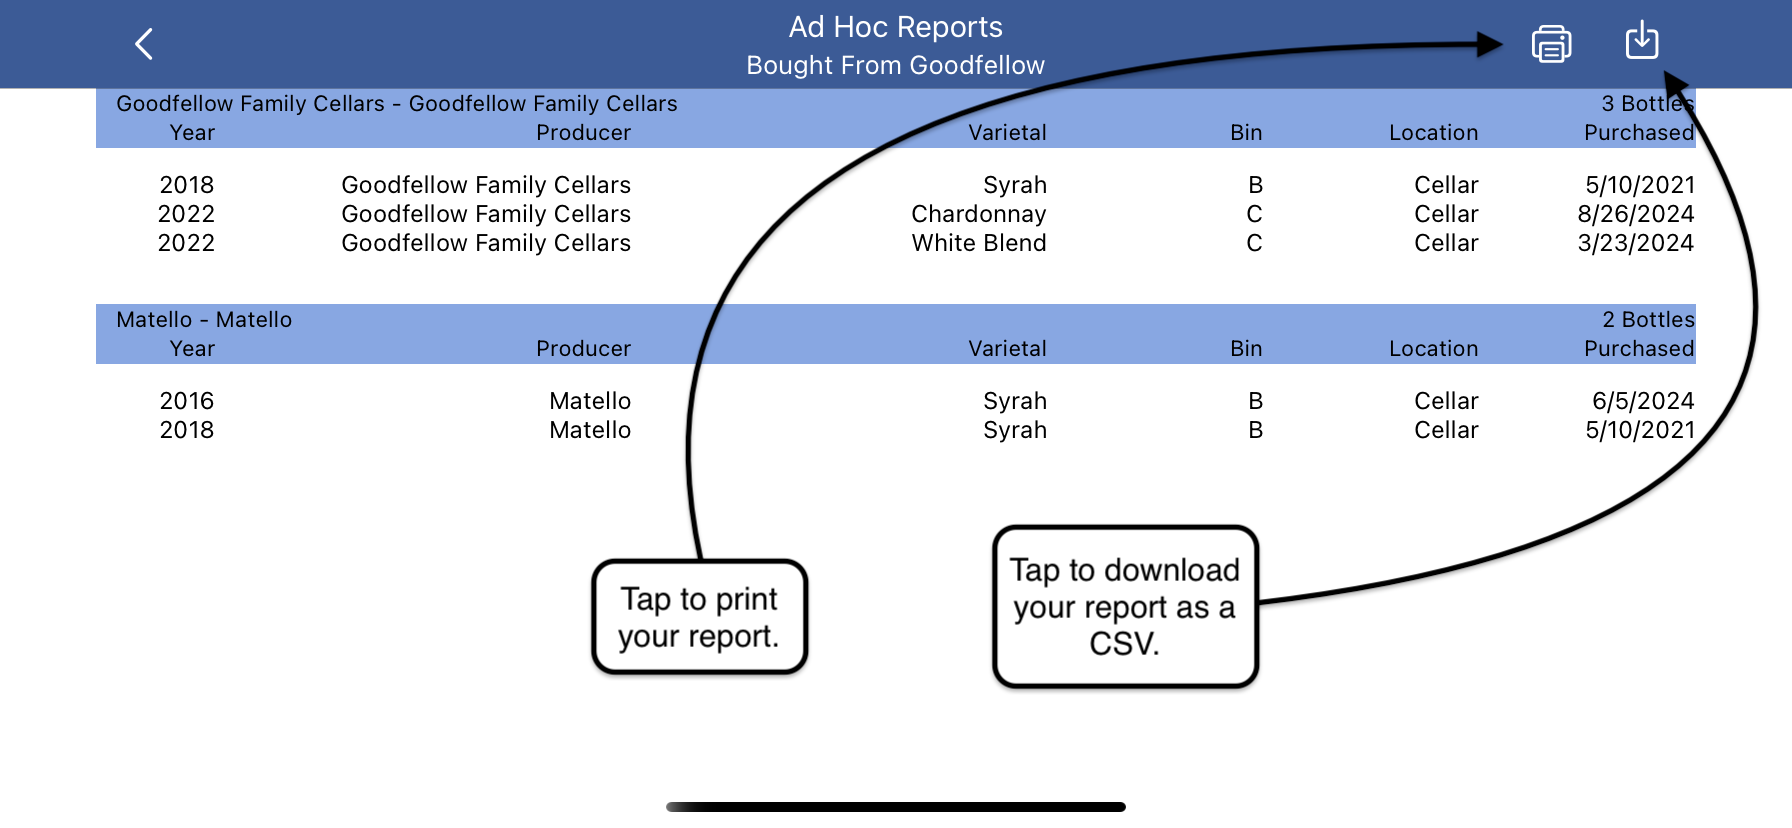 Ad Hoc Reports
Bought From Goodfellow
Goodfellow Family Cellars - Goodfellow Family Cellars 3 Bottles
Year Producer Varietal Bin Location Purchased
2018 Goodfellow Family Cellars Syrah B Cellar 5/10/2021
2022 Goodfellow Family Cellars Chardonnay C Cellar 8/26/2024
2022 Goodfellow Family Cellars White Blend C Cellar 3/23/2024
Matello - Matello 2 Bottles
Year Producer Varietal Bin Location Purchased
2016 Matello Syrah B Cellar 6/5/2024
2018 Matello Syrah B Cellar 5/10/2021
Tap to print
your report.
Tap to download
your report as a
CSV.